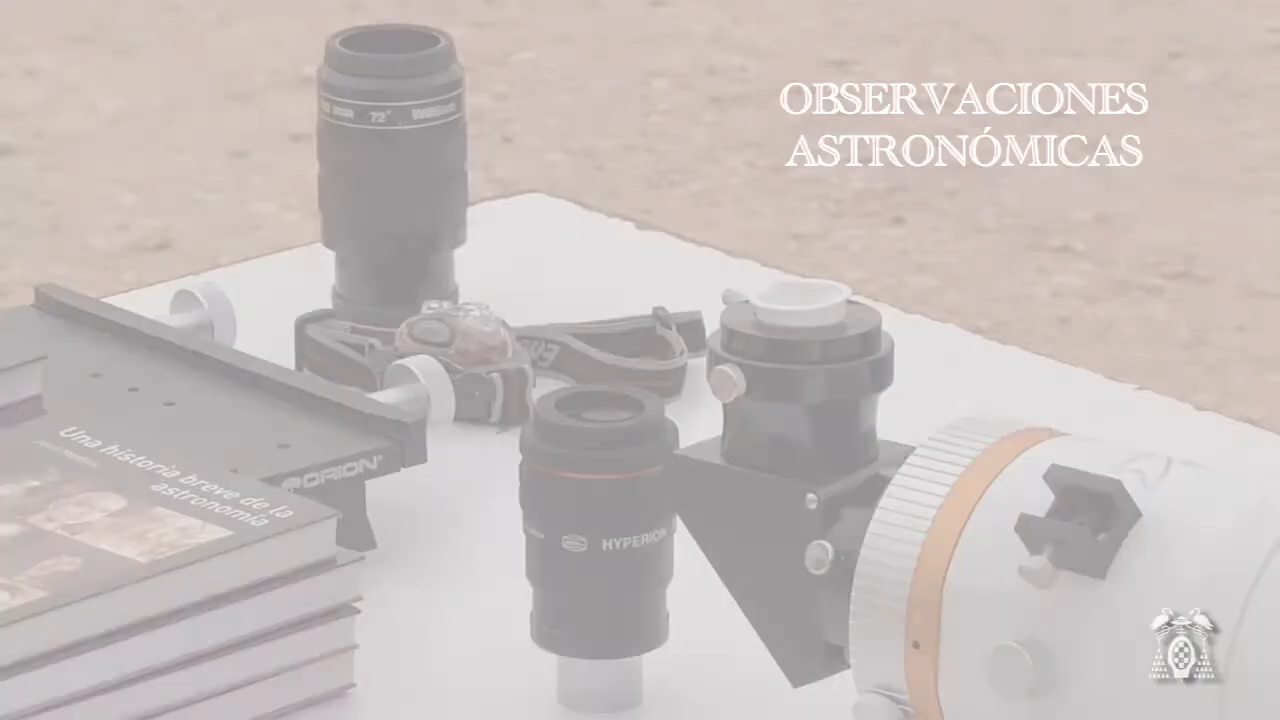 OBSERVACIONES
ASTRONÓMICAS
72° William
ORION
Una historia breve de la
astronomía
HYPERION